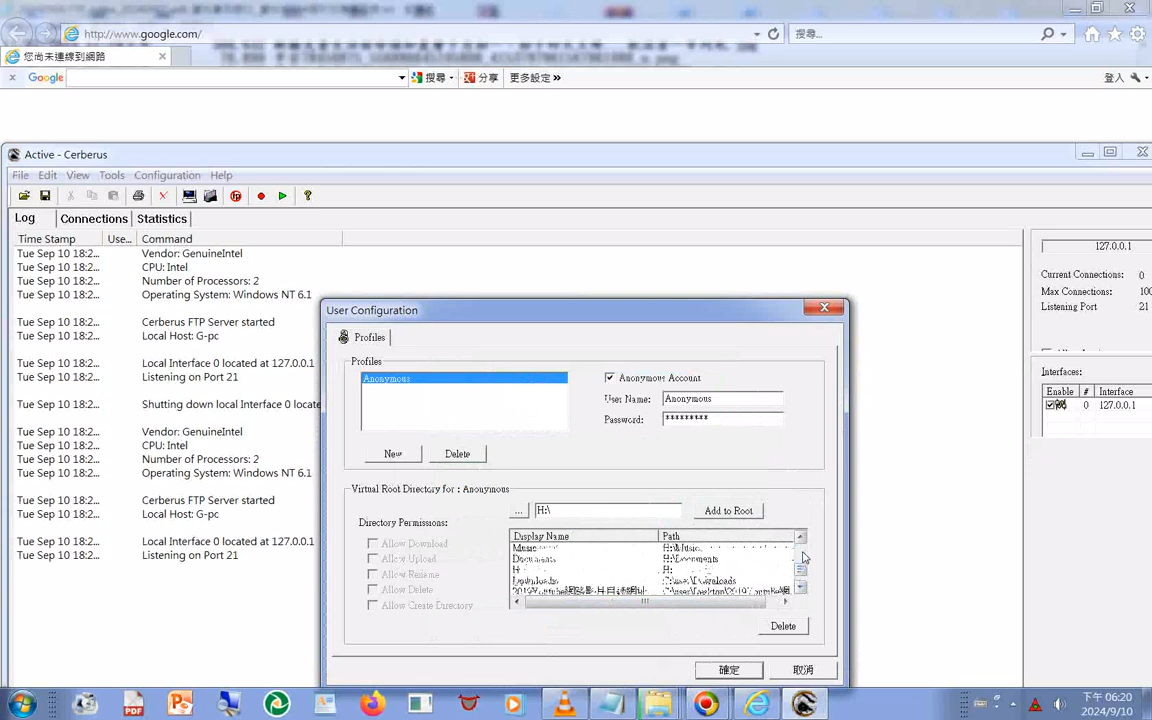 http://www.google.com/
搜尋...
您尚未連線到網路
Google
搜尋
分享
更多設定 »
登入
Active - Cerberus
File Edit View Tools Configuration Help
Log Connections Statistics
Time Stamp Use... Command
Tue Sep 10 18:2... Vendor: GenuineIntel
Tue Sep 10 18:2... CPU: Intel
Tue Sep 10 18:2... Number of Processors: 2
Tue Sep 10 18:2... Operating System: Windows NT 6.1
Tue Sep 10 18:2... Cerberus FTP Server started
Tue Sep 10 18:2... Local Host: G-pc
Tue Sep 10 18:2... Local Interface 0 located at 127.0.0.1
Tue Sep 10 18:2... Listening on Port 21
Tue Sep 10 18:2... Shutting down local Interface 0 locate
Tue Sep 10 18:2... Vendor: GenuineIntel
Tue Sep 10 18:2... CPU: Intel
Tue Sep 10 18:2... Number of Processors: 2
Tue Sep 10 18:2... Operating System: Windows NT 6.1
Tue Sep 10 18:2... Cerberus FTP Server started
Tue Sep 10 18:2... Local Host: G-pc
Tue Sep 10 18:2... Local Interface 0 located at 127.0.0.1
Tue Sep 10 18:2... Listening on Port 21
127.0.0.1
Current Connections: 0
Max Connections: 100
Listening Port 21
Interfaces:
Enable # Interface
0 127.0.0.1
User Configuration
Profiles
Profiles
Anonymous
Anonymous Account
User Name: Anonymous
Password: *********
New Delete
Virtual Root Directory for : Anonymous
... H:\ Add to Root
Directory Permissions:
Allow Download
Allow Upload
Allow Rename
Allow Delete
Allow Create Directory
Display Name Path
Music
Documents
Downloads
Delete
確定 取消
下午 06:20
2024/9/10